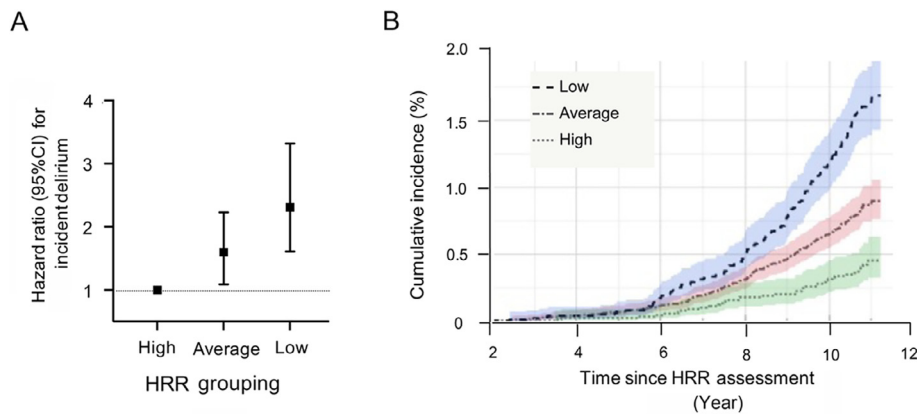 A
Hazard ratio (95%CI) for
incidentdelirium
4
3
2
1
High Average Low
HRR grouping
B
Cumulative incidence (%)
2.0
1.5
1.0
0.5
0
Low
Average
High
2 4 6 8 10 12
Time since HRR assessment
(Year)